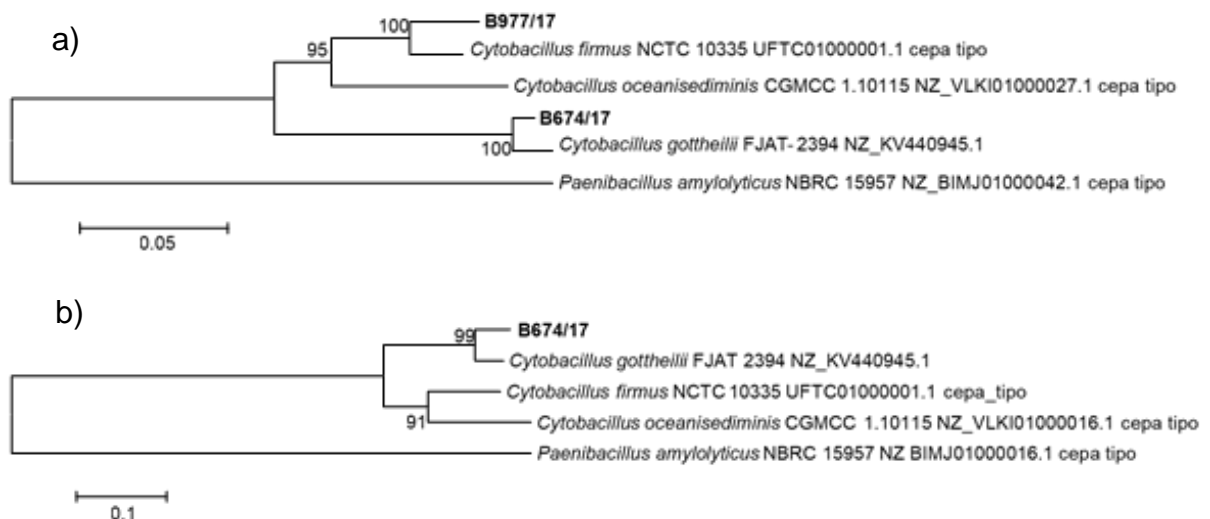 a)
100
B977/17
95
Cytobacillus firmus NCTC 10335 UFTC01000001.1 cepa tipo
Cytobacillus oceanisediminis CGMCC 1.10115 NZ_VLKI01000027.1 cepa tipo
B674/17
100
Cytobacillus gottheilii FJAT- 2394 NZ_KV440945.1
Paenibacillus amylolyticus NBRC 15957 NZ_BIMJ01000042.1 cepa tipo
0.05
b)
99
B674/17
Cytobacillus gottheilii FJAT 2394 NZ_KV440945.1
Cytobacillus firmus NCTC 10335 UFTC01000001.1 cepa_tipo
91
Cytobacillus oceanisediminis CGMCC 1.10115 NZ_VLKI01000016.1 cepa tipo
Paenibacillus amylolyticus NBRC 15957 NZ BIMJ01000016.1 cepa tipo
0.1